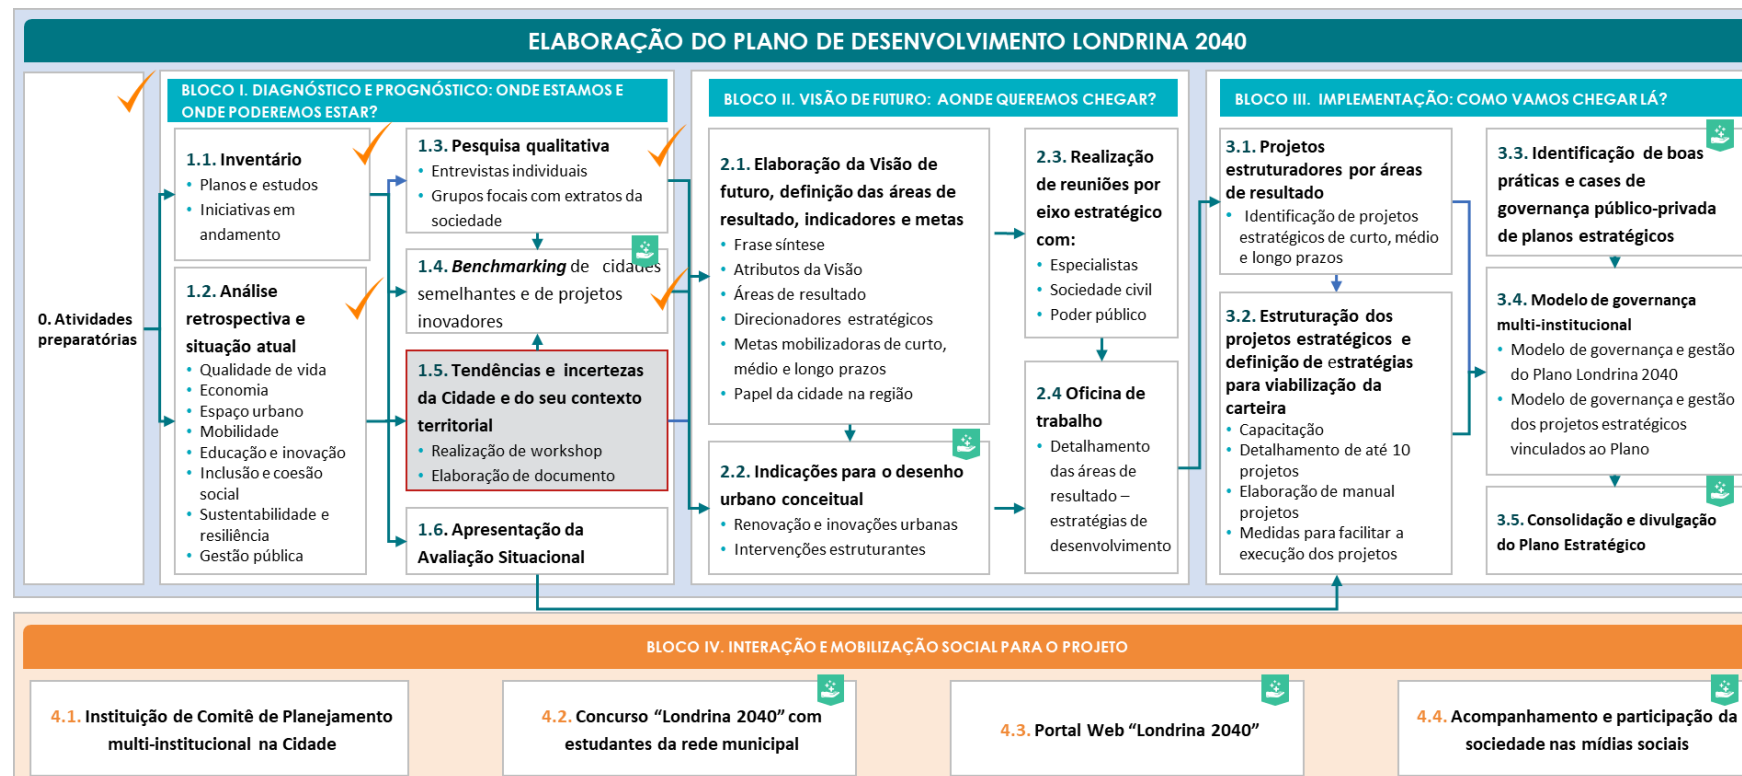 ELABORAÇÃO DO PLANO DE DESENVOLVIMENTO LONDRINA 2040
0. Atividades
preparatórias
BLOCO I. DIAGNÓSTICO E PROGNÓSTICO: ONDE ESTAMOS E
ONDE PODEREMOS ESTAR?
1.1. Inventário
• Planos e estudos
• Iniciativas em
andamento
1.2. Análise
retrospectiva e
situação atual
• Qualidade de vida
• Economia
• Espaço urbano
• Mobilidade
• Educação e inovação
• Inclusão e coesão
social
• Sustentabilidade e
resiliência
• Gestão pública
1.3. Pesquisa qualitativa
• Entrevistas individuais
• Grupos focais com extratos da
sociedade
1.4. Benchmarking de cidades
semelhantes e de projetos
inovadores
1.5. Tendências e incertezas
da Cidade e do seu contexto
territorial
• Realização de workshop
• Elaboração de documento
1.6. Apresentação da
Avaliação Situacional
BLOCO II. VISÃO DE FUTURO: AONDE QUEREMOS CHEGAR?
2.1. Elaboração da Visão de
futuro, definição das áreas de
resultado, indicadores e metas
• Frase síntese
• Atributos da Visão
• Áreas de resultado
• Direcionadores estratégicos
• Metas mobilizadoras de curto,
médio e longo prazos
• Papel da cidade na região
2.2. Indicações para o desenho
urbano conceitual
• Renovação e inovações urbanas
• Intervenções estruturantes
2.3. Realização
de reuniões por
eixo estratégico
com:
• Especialistas
• Sociedade civil
• Poder público
2.4 Oficina de
trabalho
• Detalhamento
das áreas de
resultado –
estratégias de
desenvolvimento
BLOCO III. IMPLEMENTAÇÃO: COMO VAMOS CHEGAR LÁ?
3.1. Projetos
estruturadores por áreas
de resultado
• Identificação de projetos
estratégicos de curto, médio
e longo prazos
3.2. Estruturação dos
projetos estratégicos e
definição de estratégias
para viabilização da
carteira
• Capacitação
• Detalhamento de até 10
projetos
• Elaboração de manual
projetos
• Medidas para facilitar a
execução dos projetos
3.3. Identificação de boas
práticas e cases de
governança público-privada
de planos estratégicos
3.4. Modelo de governança
multi-institucional
• Modelo de governança e gestão
do Plano Londrina 2040
• Modelo de governança e gestão
dos projetos estratégicos
vinculados ao Plano
3.5. Consolidação e divulgação
do Plano Estratégico
BLOCO IV. INTERAÇÃO E MOBILIZAÇÃO SOCIAL PARA O PROJETO
4.1. Instituição de Comitê de Planejamento
multi-institucional na Cidade
4.2. Concurso “Londrina 2040” com
estudantes da rede municipal
4.3. Portal Web “Londrina 2040”
4.4. Acompanhamento e participação da
sociedade nas mídias sociais